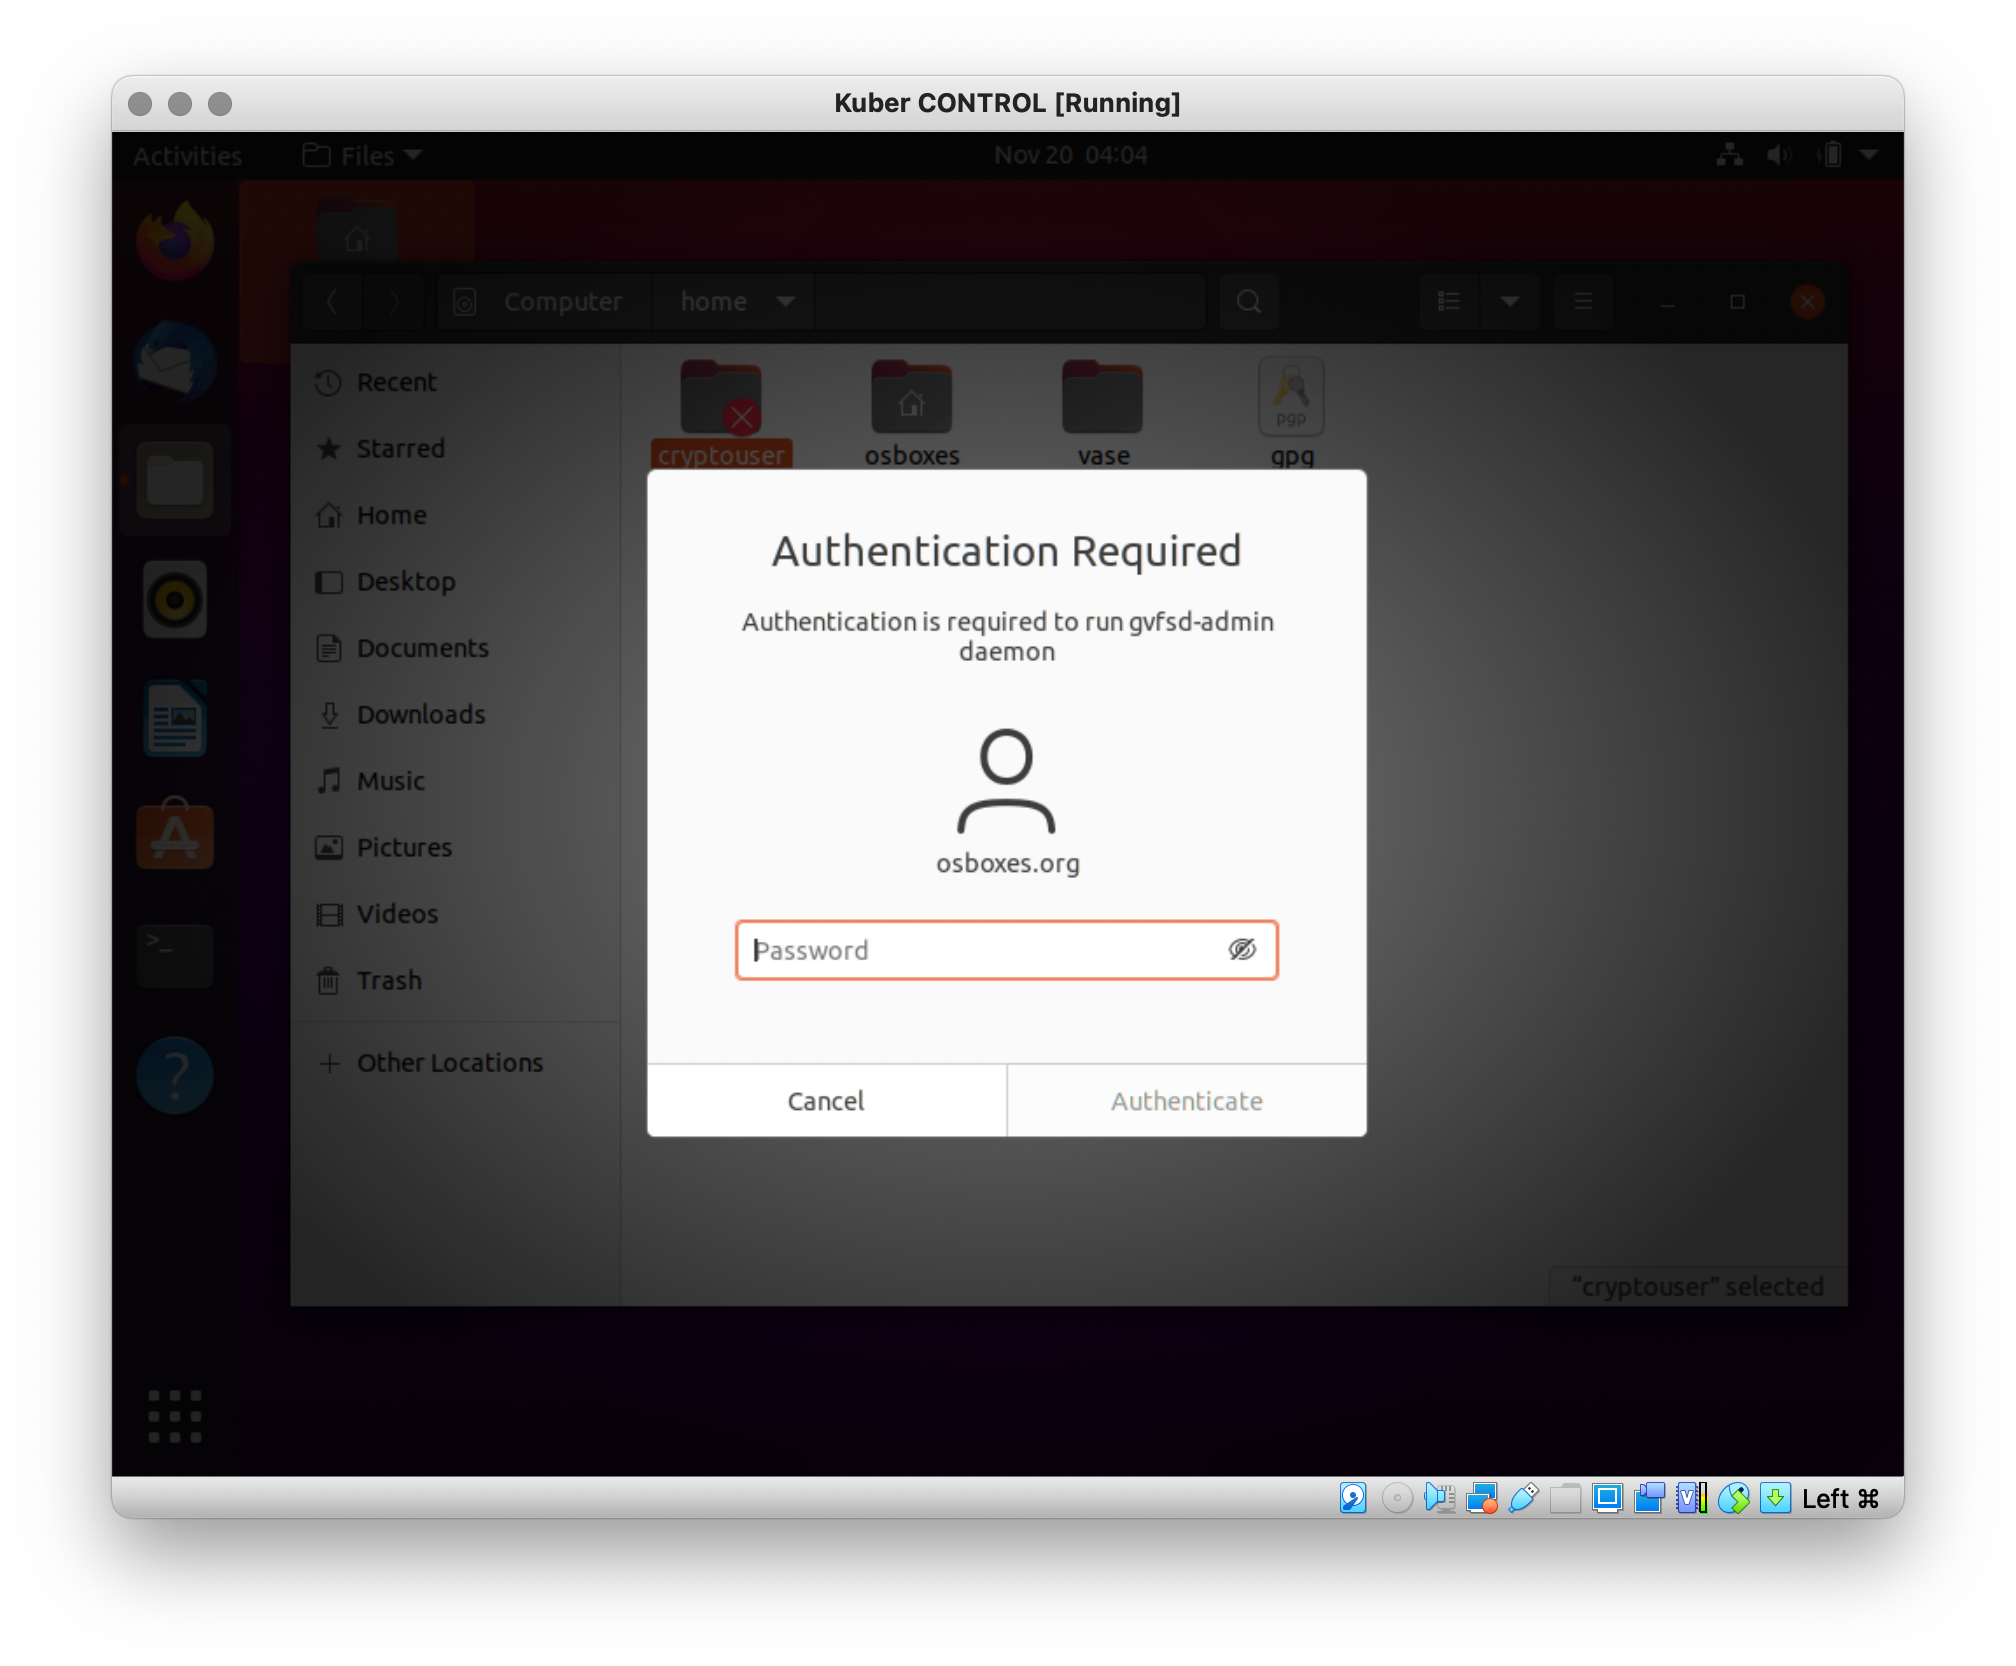 Kuber CONTROL [Running]
Activities
Files
Nov 20 04:04
Computer
home
Recent
Starred
Home
Desktop
Documents
Downloads
Music
Pictures
Videos
Trash
Other Locations
cryptouser
osboxes
vase
pgp
gpg
Authentication Required
Authentication is required to run gvfsd-admin
daemon
osboxes.org
Password
Cancel
Authenticate
“cryptouser” selected
Left ⌘